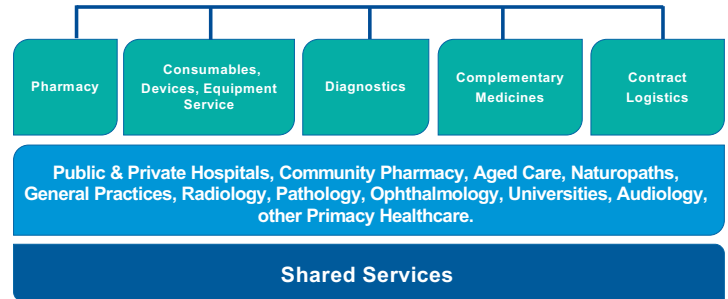 Pharmacy
Consumables,
Devices, Equipment
Service
Diagnostics
Complementary
Medicines
Contract
Logistics
Public & Private Hospitals, Community Pharmacy, Aged Care, Naturopaths,
General Practices, Radiology, Pathology, Ophthalmology, Universities, Audiology,
other Primacy Healthcare.
Shared Services